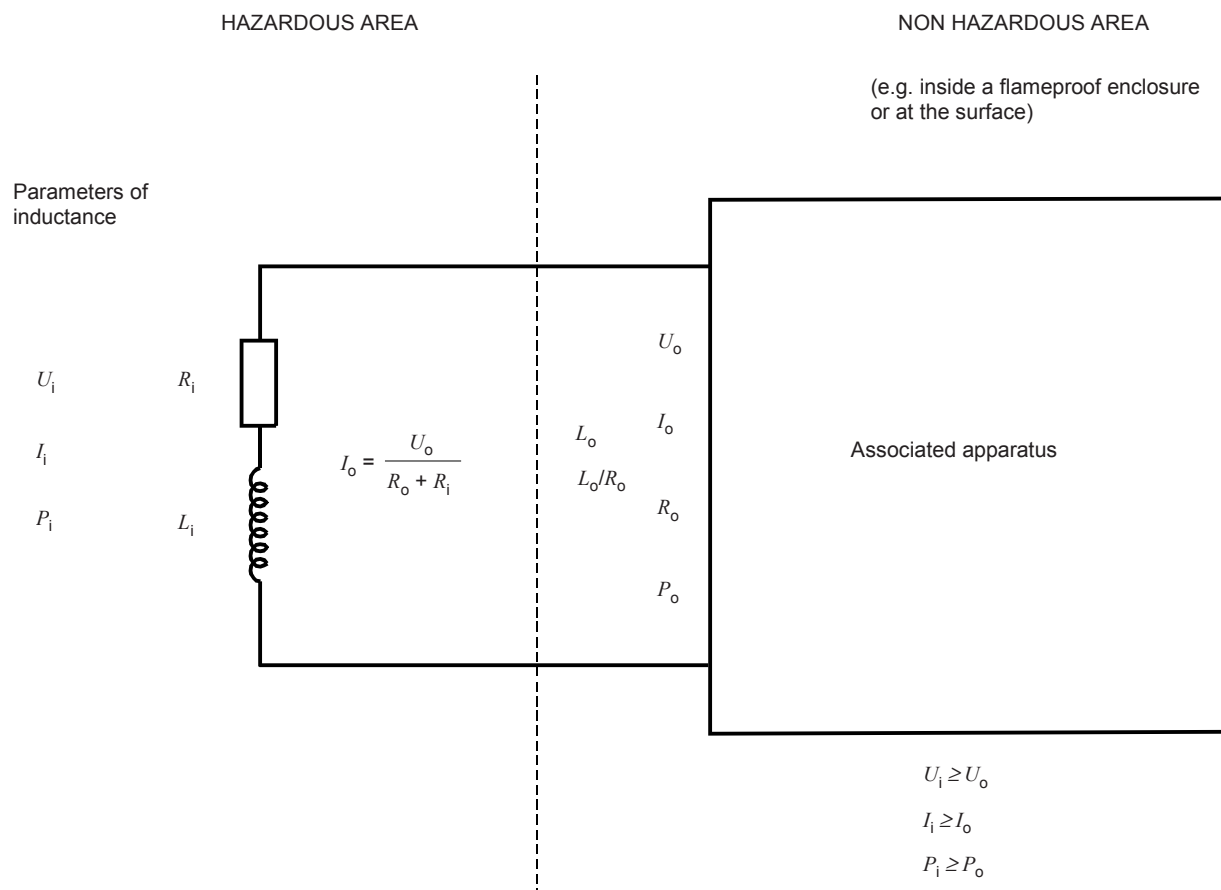 HAZARDOUS AREA
NON HAZARDOUS AREA
(e.g. inside a flameproof enclosure
or at the surface)
Parameters of
inductance
U_i
I_i
P_i
R_i
L_i
I_o = U_o / (R_o + R_i)
L_o
L_o/R_o
U_o
I_o
R_o
P_o
Associated apparatus
U_i ≥ U_o
I_i ≥ I_o
P_i ≥ P_o